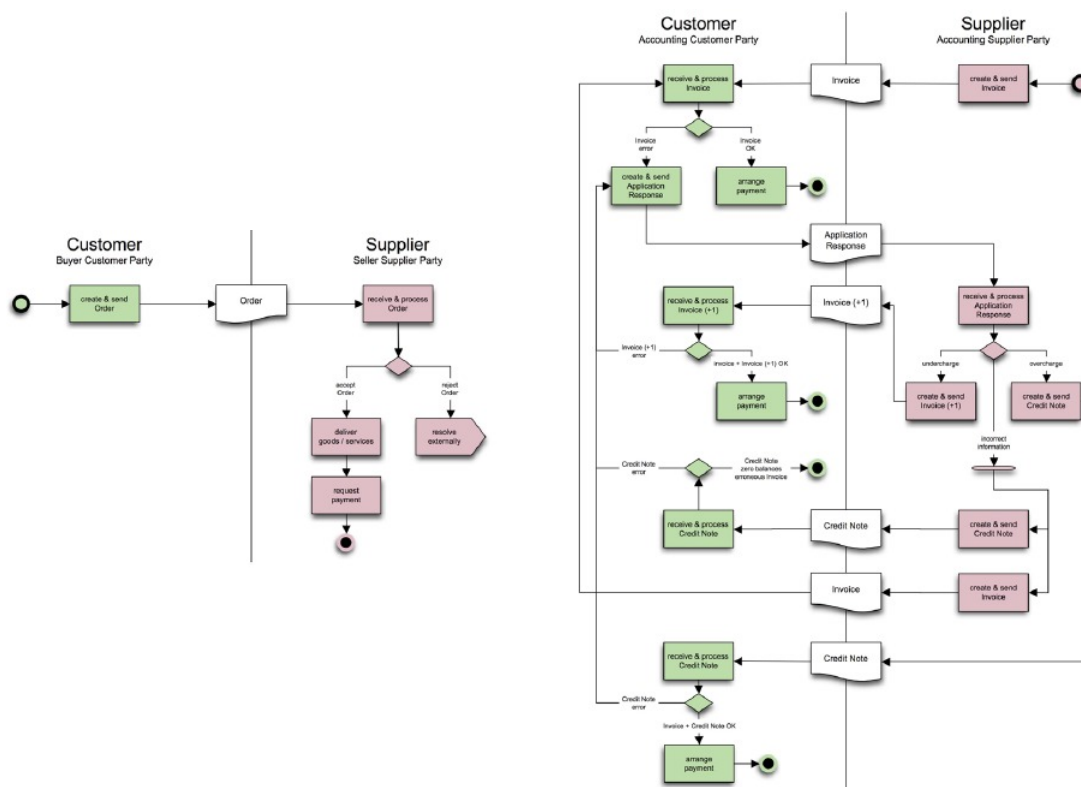 Customer
Buyer Customer Party
Supplier
Seller Supplier Party
create & send
Order
Order
receive & process
Order
accept
Order
reject
Order
deliver
goods / services
resolve
externally
request
payment
Customer
Accounting Customer Party
Supplier
Accounting Supplier Party
receive & process
Invoice
Invoice
create & send
Invoice
Invoice
error
Invoice
OK
create & send
Application
Response
arrange
payment
Application
Response
receive & process
Invoice (+1)
Invoice (+1)
receive & process
Application
Response
Invoice (+1)
error
Invoice + Invoice (+1) OK
undercharge
overcharge
arrange
payment
create & send
Invoice (+1)
create & send
Credit Note
incorrect
information
Credit Note
error
Credit Note
zero balances
erroneous Invoice
receive & process
Credit Note
Credit Note
create & send
Credit Note
Invoice
create & send
Invoice
receive & process
Credit Note
Credit Note
Credit Note
error
Invoice + Credit Note OK
arrange
payment